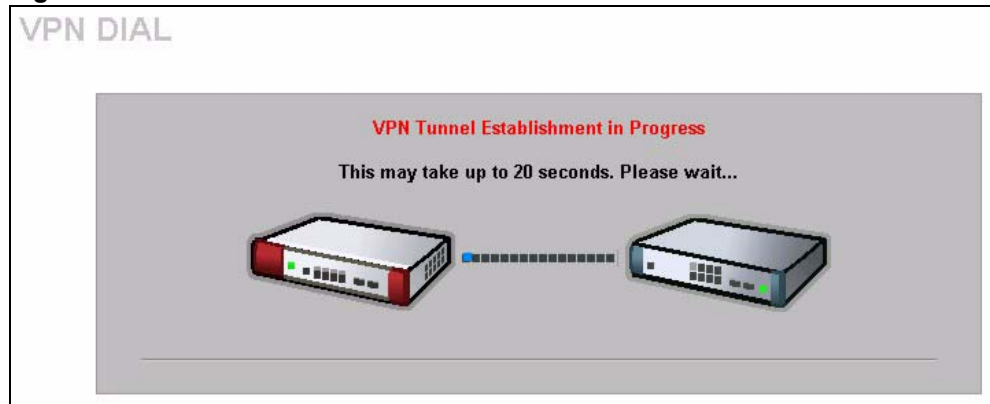 VPN DIAL
VPN Tunnel Establishment in Progress
This may take up to 20 seconds. Please wait...